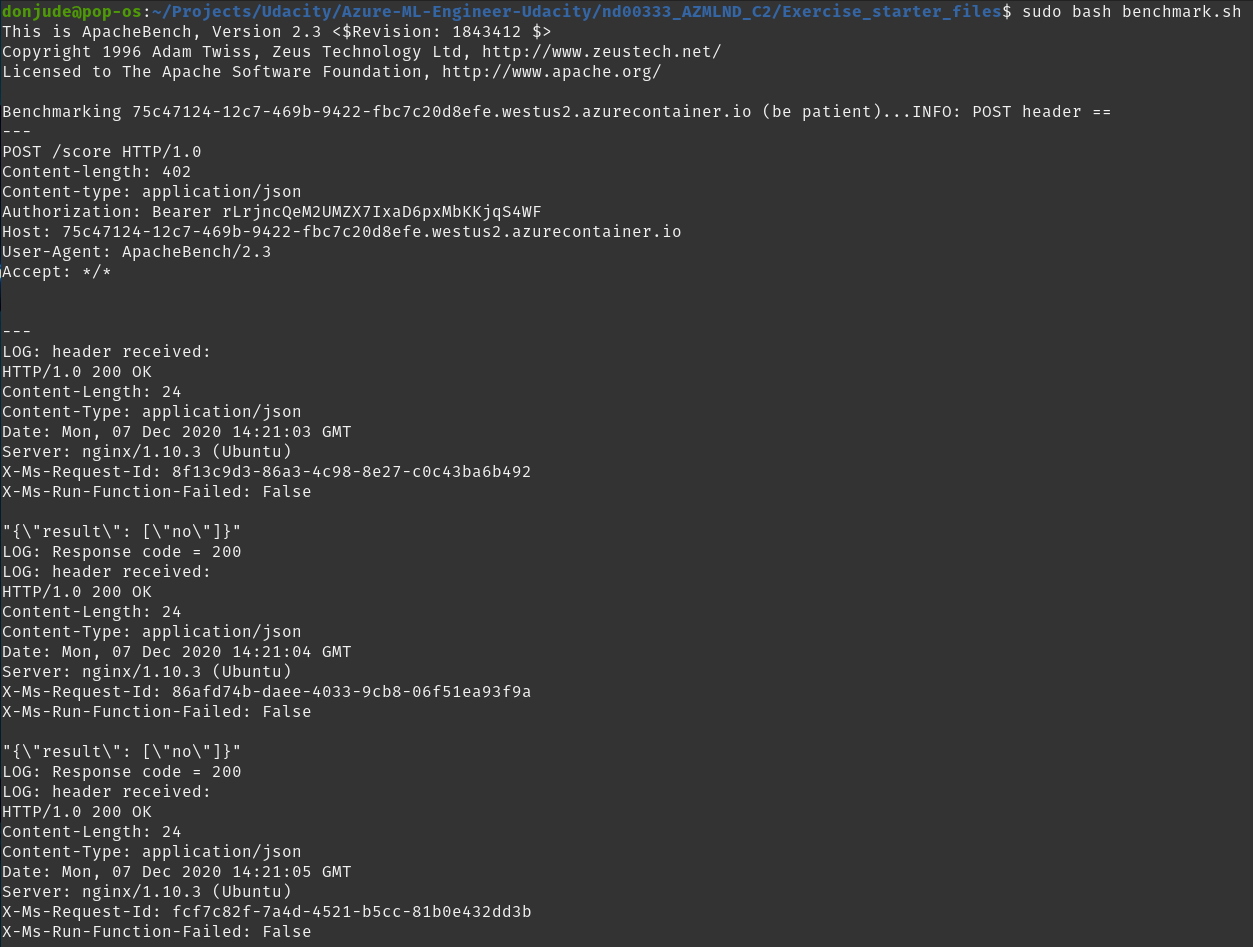 donjude@pop-os:~/Projects/Udacity/Azure-ML-Engineer-Udacity/nd00333_AZMLND_C2/Exercise_starter_files$ sudo bash benchmark.sh
This is ApacheBench, Version 2.3 <$Revision: 1843412 $>
Copyright 1996 Adam Twiss, Zeus Technology Ltd, http://www.zeustech.net/
Licensed to The Apache Software Foundation, http://www.apache.org/

Benchmarking 75c47124-12c7-469b-9422-fbc7c20d8efe.westus2.azurecontainer.io (be patient)...INFO: POST header ==
---
POST /score HTTP/1.0
Content-length: 402
Content-type: application/json
Authorization: Bearer rLrjncQeM2UMZX7IxaD6pxMbKKjqS4WF
Host: 75c47124-12c7-469b-9422-fbc7c20d8efe.westus2.azurecontainer.io
User-Agent: ApacheBench/2.3
Accept: */*


---
LOG: header received:
HTTP/1.0 200 OK
Content-Length: 24
Content-Type: application/json
Date: Mon, 07 Dec 2020 14:21:03 GMT
Server: nginx/1.10.3 (Ubuntu)
X-Ms-Request-Id: 8f13c9d3-86a3-4c98-8e27-c0c43ba6b492
X-Ms-Run-Function-Failed: False

"{\"result\": [\"no\"]}"
LOG: Response code = 200
LOG: header received:
HTTP/1.0 200 OK
Content-Length: 24
Content-Type: application/json
Date: Mon, 07 Dec 2020 14:21:04 GMT
Server: nginx/1.10.3 (Ubuntu)
X-Ms-Request-Id: 86afd74b-daee-4033-9cb8-06f51ea93f9a
X-Ms-Run-Function-Failed: False

"{\"result\": [\"no\"]}"
LOG: Response code = 200
LOG: header received:
HTTP/1.0 200 OK
Content-Length: 24
Content-Type: application/json
Date: Mon, 07 Dec 2020 14:21:05 GMT
Server: nginx/1.10.3 (Ubuntu)
X-Ms-Request-Id: fcf7c82f-7a4d-4521-b5cc-81b0e432dd3b
X-Ms-Run-Function-Failed: False